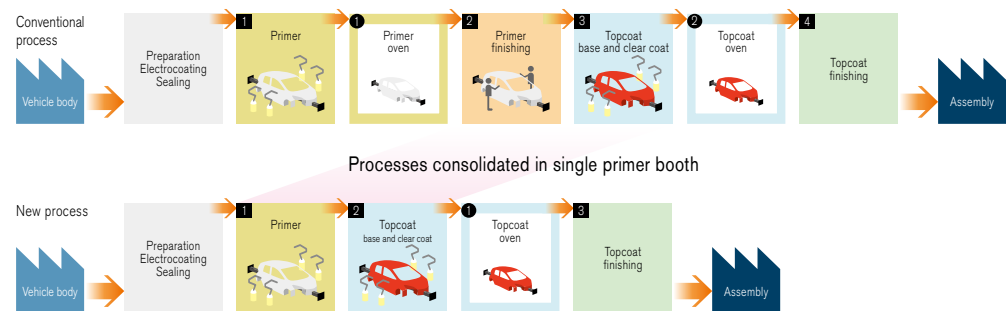 Conventional
process
Vehicle body
Preparation
Electrocoating
Sealing
1
Primer
1
Primer
oven
2
Primer
finishing
3
Topcoat
base and clear coat
2
Topcoat
oven
4
Topcoat
finishing
Assembly
Processes consolidated in single primer booth
New process
Vehicle body
Preparation
Electrocoating
Sealing
1
Primer
2
Topcoat
base and clear coat
1
Topcoat
oven
3
Topcoat
finishing
Assembly